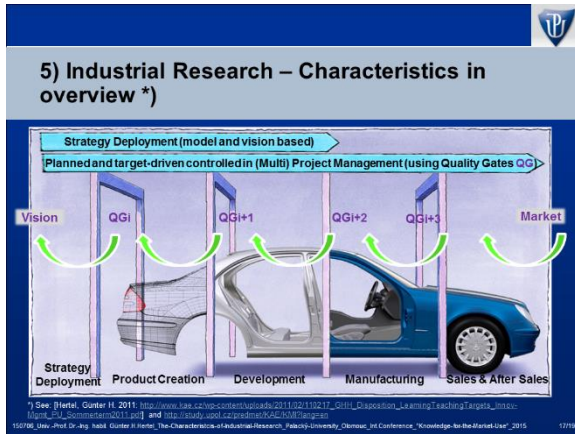 UP
5) Industrial Research – Characteristics in
overview *)
Strategy Deployment (model and vision based)
Planned and target-driven controlled in (Multi) Project Management (using Quality Gates QG)
Vision
QGi
QGi+1
QGi+2
QGi+3
Market
Strategy
Deployment
Product Creation
Development
Manufacturing
Sales & After Sales
*) See: [Hertel, Günter H. 2011: http://www.kae.cz/wp-content/uploads/2011/02/110217_GHH_Disposition_LearningTeachingTargets_Innov-
Mgmt_PU_Sommerterm2011.pdf] and http://study.upol.cz/predmet/KAE/KMI?lang=en
150706_Univ.-Prof. Dr.-Ing. habil. Günter H. Hertel_The-Characteristis-of-Industrial-Research_Palacký-University_Olomouc_Int.Conference_"Knowledge-for-the-Market-Use"_2015
17/19